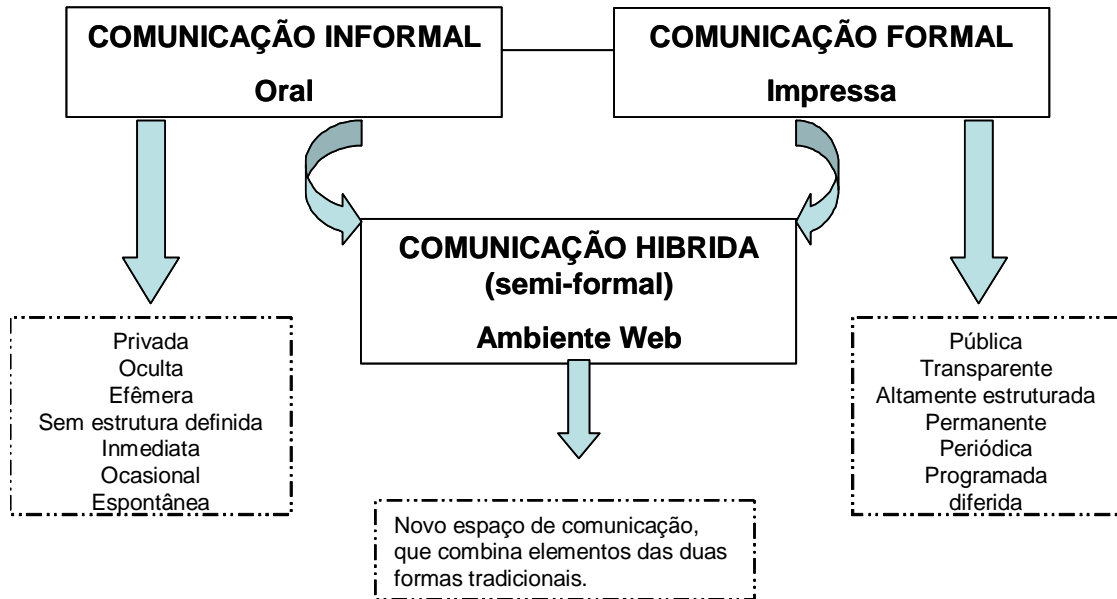 COMUNICAÇÃO INFORMAL
Oral
COMUNICAÇÃO FORMAL
Impressa
COMUNICAÇÃO HIBRIDA
(semi-formal)
Ambiente Web
Privada
Oculta
Efêmera
Sem estrutura definida
Inmediata
Ocasional
Espontânea
Pública
Transparente
Altamente estruturada
Permanente
Periódica
Programada
diferida
Novo espaço de comunicação,
que combina elementos das duas
formas tradicionais.